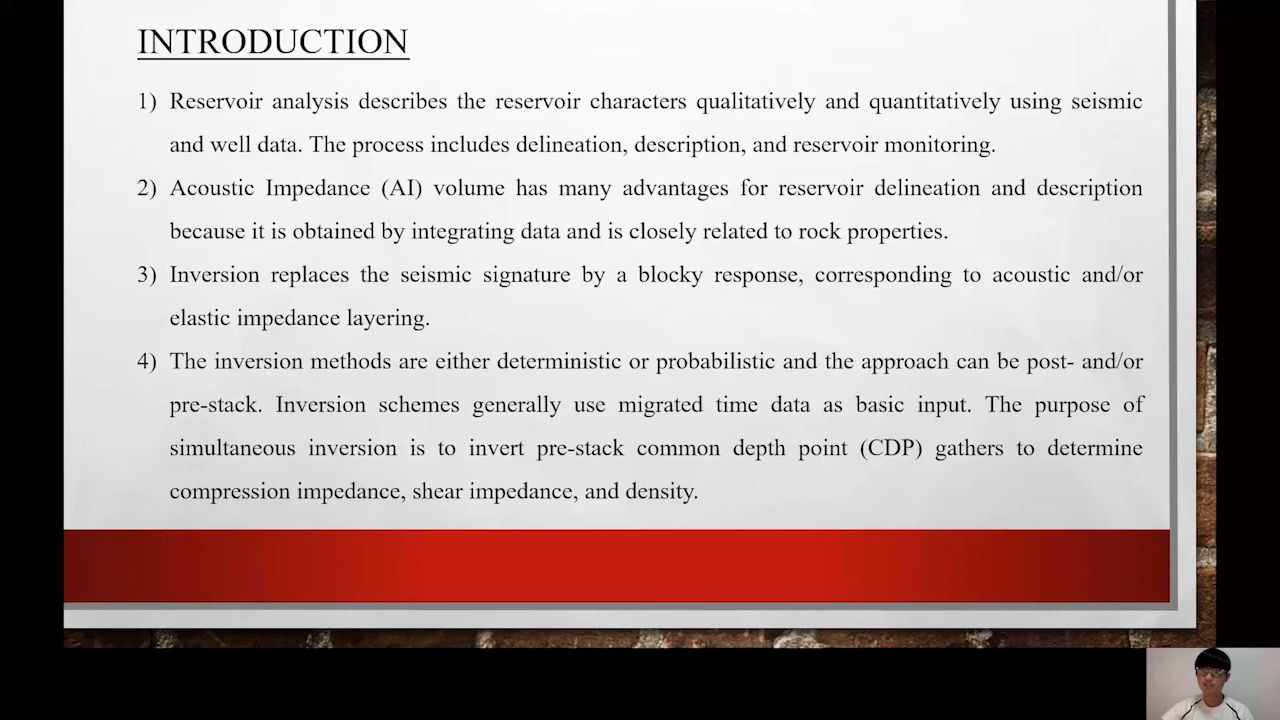 INTRODUCTION
1) Reservoir analysis describes the reservoir characters qualitatively and quantitatively using seismic
and well data. The process includes delineation, description, and reservoir monitoring.
2) Acoustic Impedance (AI) volume has many advantages for reservoir delineation and description
because it is obtained by integrating data and is closely related to rock properties.
3) Inversion replaces the seismic signature by a blocky response, corresponding to acoustic and/or
elastic impedance layering.
4) The inversion methods are either deterministic or probabilistic and the approach can be post- and/or
pre-stack. Inversion schemes generally use migrated time data as basic input. The purpose of
simultaneous inversion is to invert pre-stack common depth point (CDP) gathers to determine
compression impedance, shear impedance, and density.